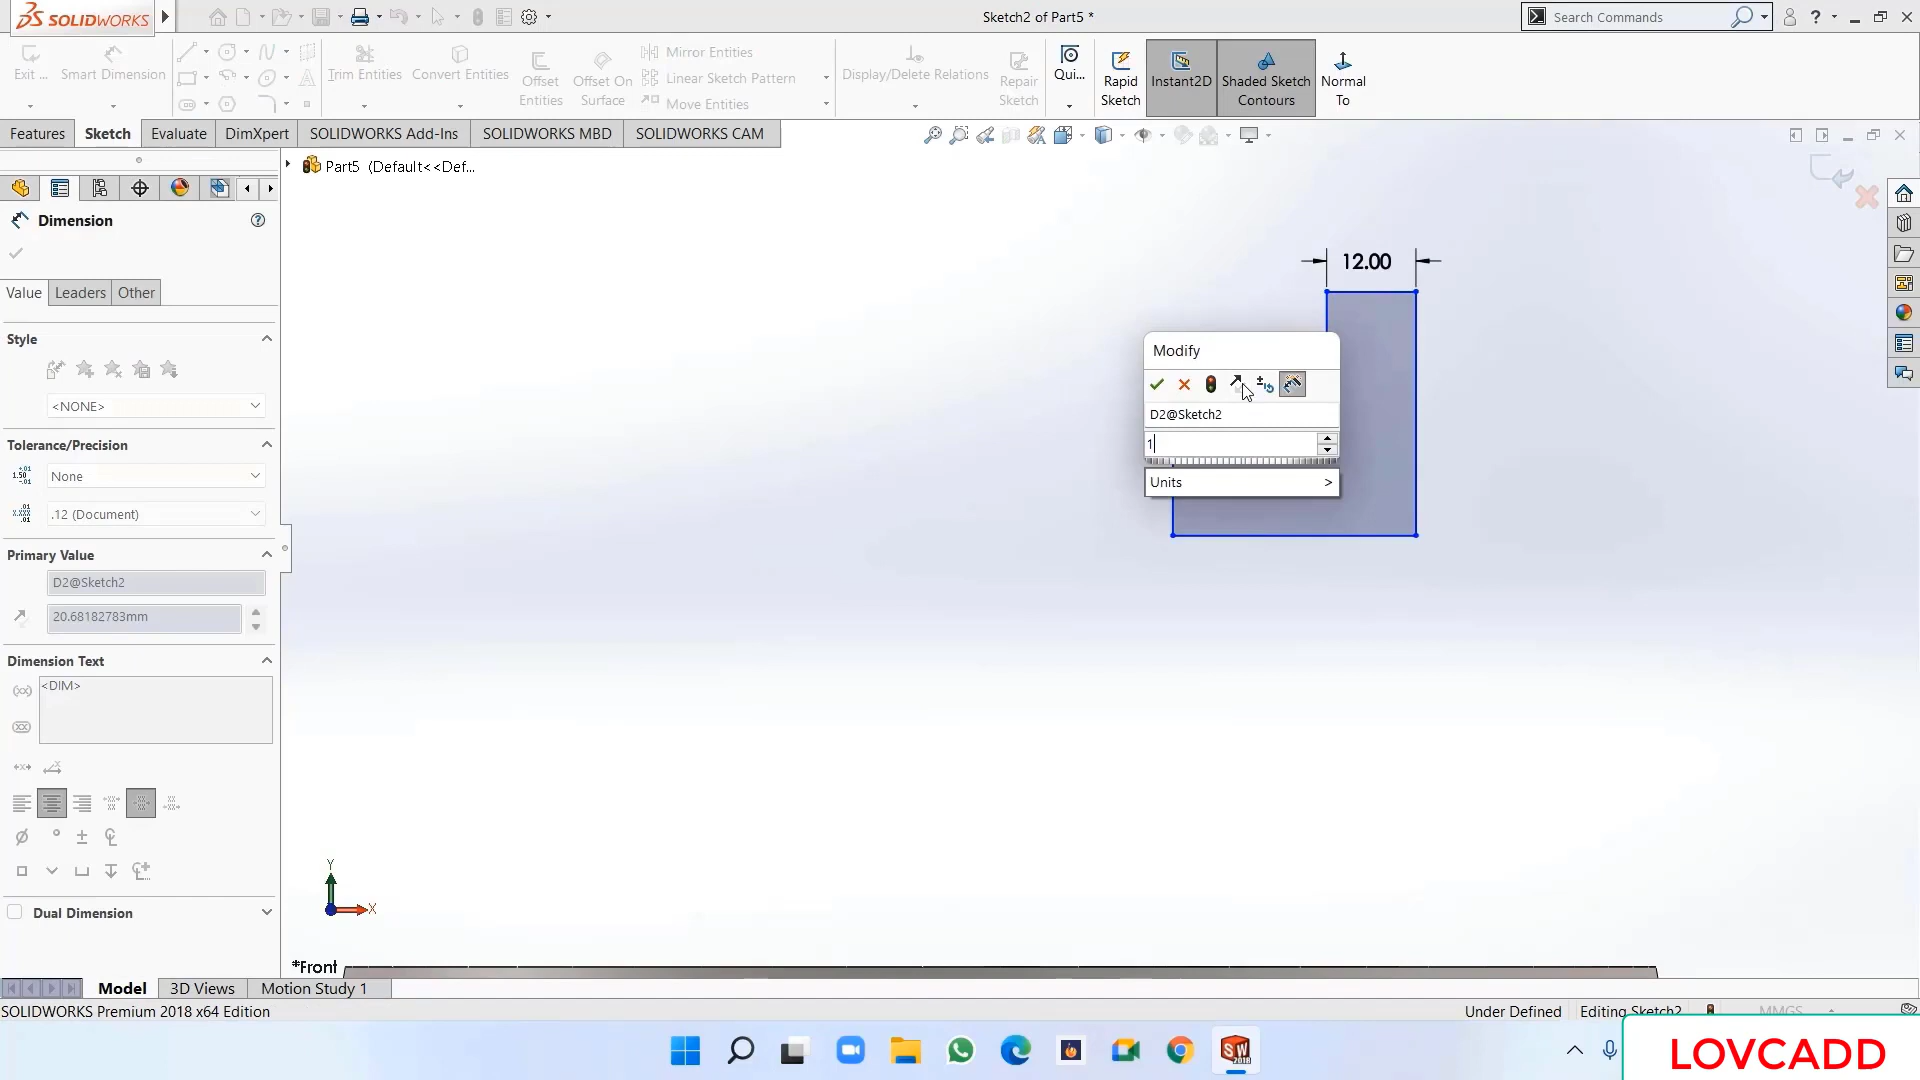 SOLIDWORKS
Sketch2 of Part5 *
Search Commands
Exit ...
Smart Dimension
Trim Entities
Convert Entities
Offset Entities
Offset On Surface
Mirror Entities
Linear Sketch Pattern
Move Entities
Display/Delete Relations
Repair Sketch
Qui...
Rapid Sketch
Instant2D
Shaded Sketch Contours
Normal To
Features
Sketch
Evaluate
DimXpert
SOLIDWORKS Add-Ins
SOLIDWORKS MBD
SOLIDWORKS CAM
Part5 (Default<<Def...
Dimension
Value
Leaders
Other
Style
<NONE>
Tolerance/Precision
None
.12 (Document)
Primary Value
D2@Sketch2
20.68182783mm
Dimension Text
<DIM>
Dual Dimension
12.00
Modify
D2@Sketch2
1
Units >
Y
X
*Front
Model
3D Views
Motion Study 1
SOLIDWORKS Premium 2018 x64 Edition
Under Defined
Editing Sketch2
MMGS
LOVCADD